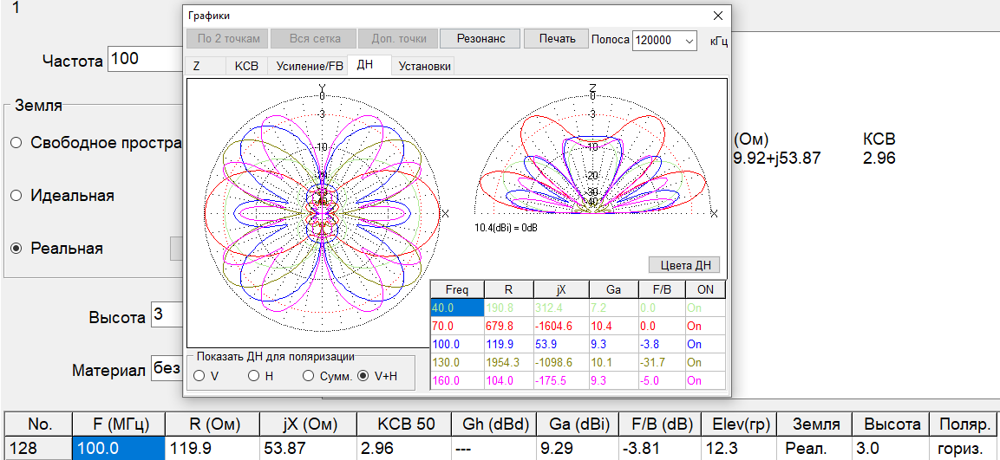 1
Графики
По 2 точкам Вся сетка Доп. точки Резонанс Печать Полоса 120000 кГц
Частота 100
Z КСВ Усиление/FB ДН Установки
Земля
Свободное простра
Идеальная
Реальная
Высота 3
Материал без
Y
0
-3
-10
-20
X
Z
0
-3
-10
-20
-30
-40
X
10.4(dBi) = 0dB
(Ом) КСВ
9.92+j53.87 2.96
Цвета ДН
Freq R jX Ga F/B ON
40.0 190.8 312.4 7.2 0.0 On
70.0 679.8 -1604.6 10.4 0.0 On
100.0 119.9 53.9 9.3 -3.8 On
130.0 1954.3 -1098.6 10.1 -31.7 On
160.0 104.0 -175.5 9.3 -5.0 On
Показать ДН для поляризации
V H Сумм. V+H
No. F (МГц) R (Ом) jX (Ом) КСВ 50 Gh (dBd) Ga (dBi) F/B (dB) Elev(гр) Земля Высота Поляр.
128 100.0 119.9 53.87 2.96 --- 9.29 -3.81 12.3 Реал. 3.0 гориз.